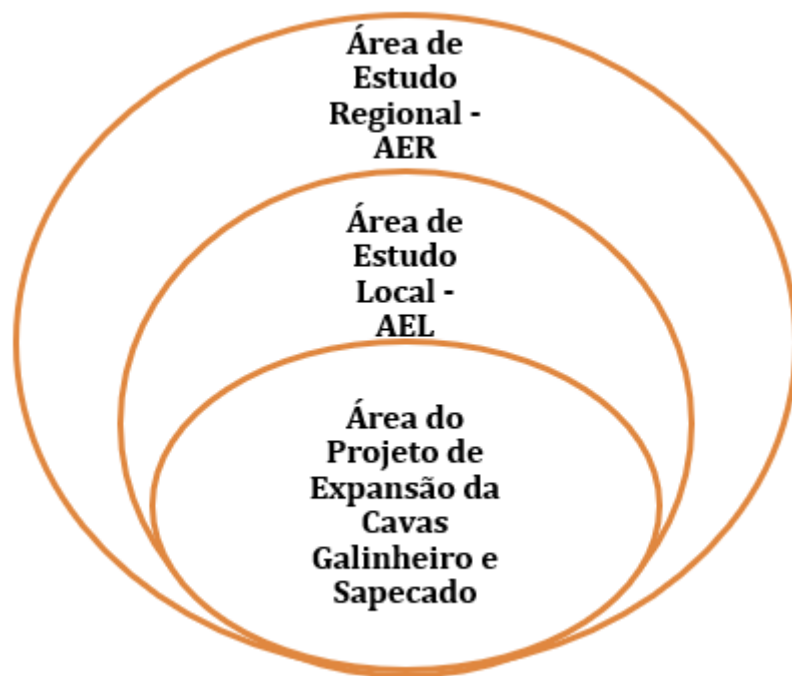 Área de
Estudo
Regional -
AER
Área de
Estudo
Local -
AEL
Área do
Projeto de
Expansão da
Cavas
Galinheiro e
Sapecado